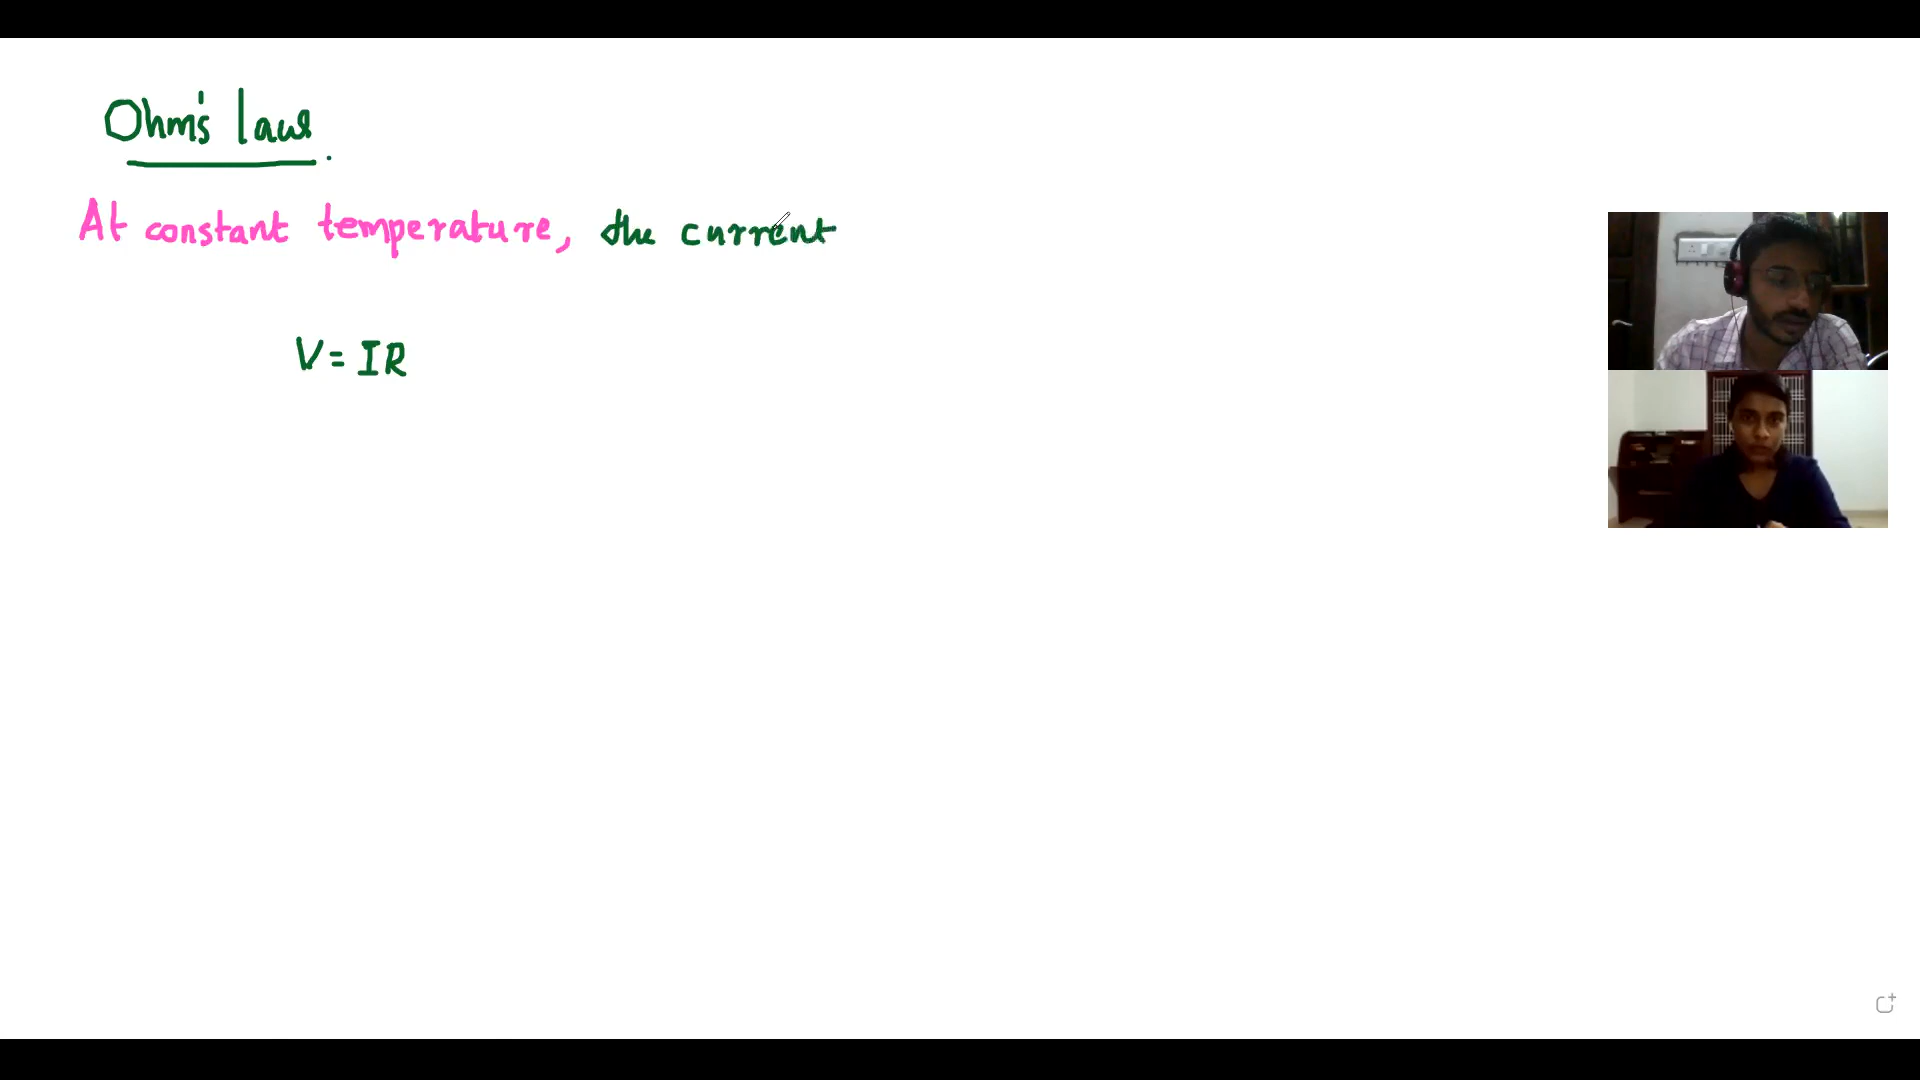 Ohm's law.
At constant temperature, the current
V = IR